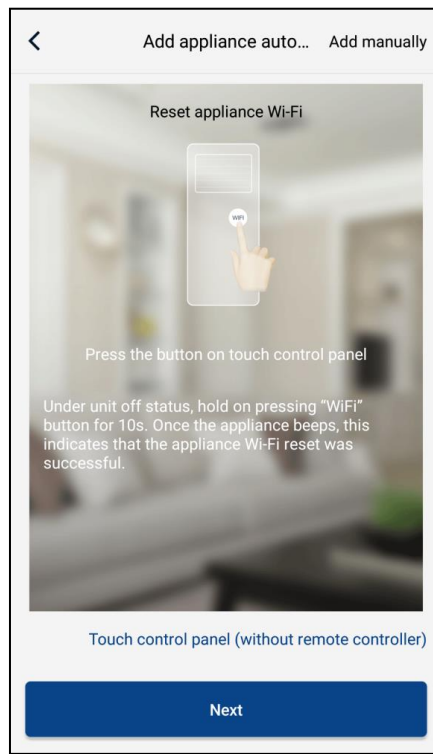 Add appliance auto... Add manually
Reset appliance Wi-Fi
WIFI
Press the button on touch control panel
Under unit off status, hold on pressing “WiFi”
button for 10s. Once the appliance beeps, this
indicates that the appliance Wi-Fi reset was
successful.
Touch control panel (without remote controller)
Next